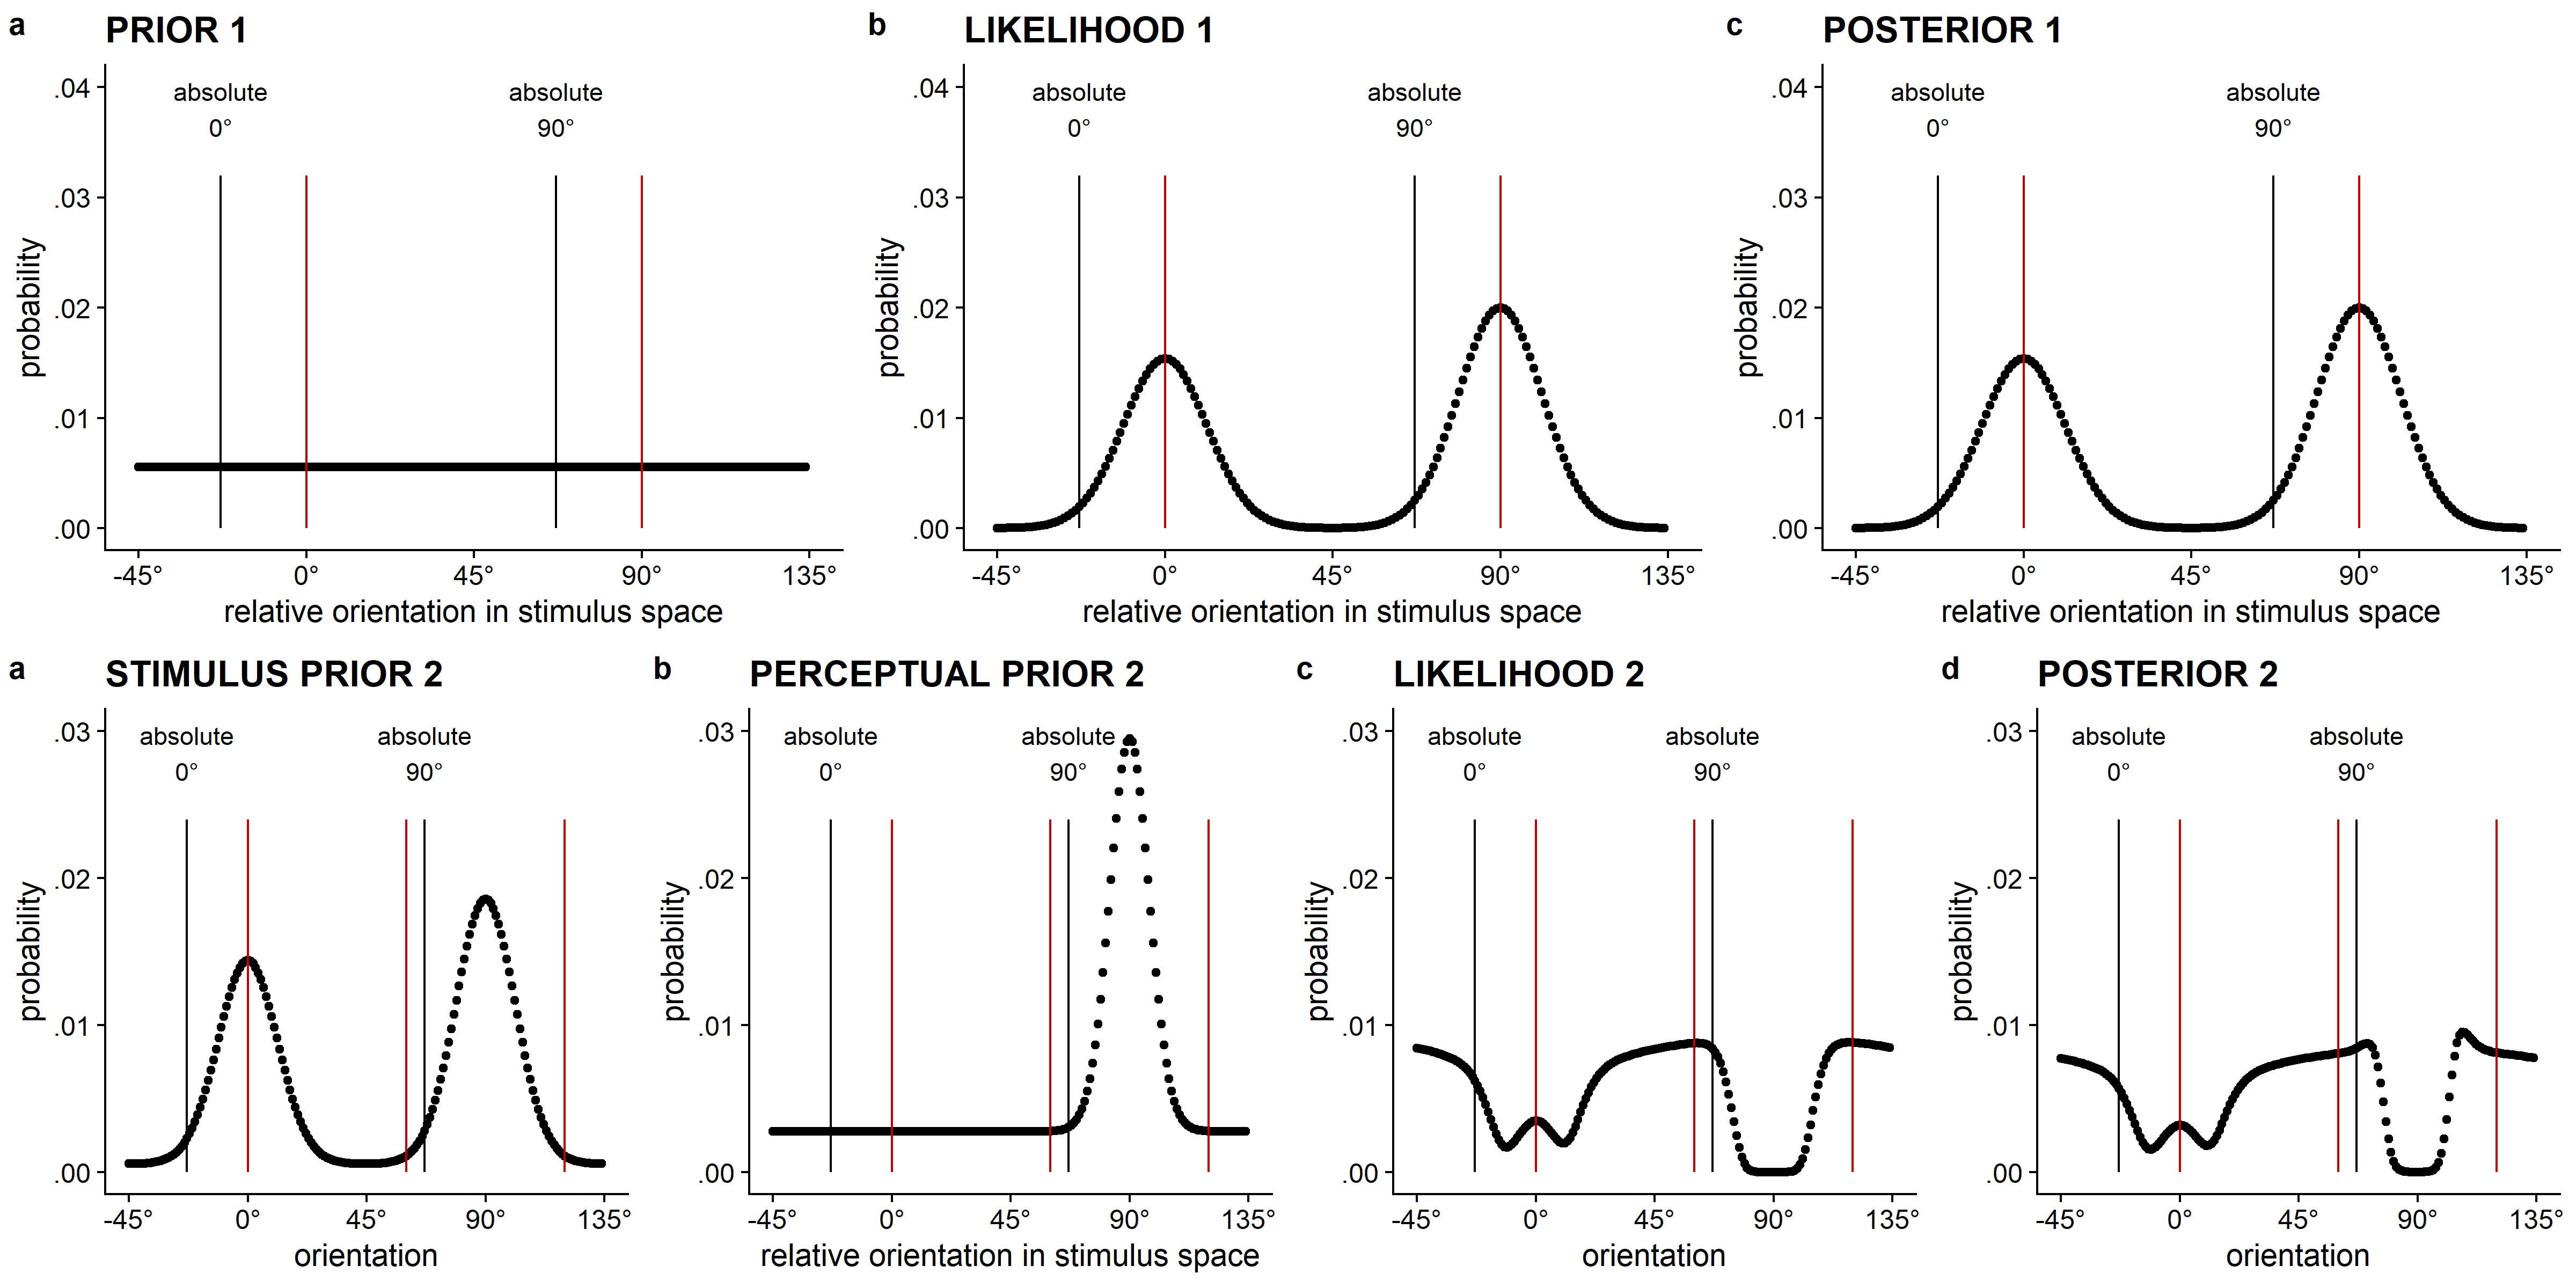 a PRIOR 1
.04
.03
.02
.01
.00
absolute
0°
absolute
90°
probability
-45° 0° 45° 90° 135°
relative orientation in stimulus space
b LIKELIHOOD 1
.04
.03
.02
.01
.00
absolute
0°
absolute
90°
probability
-45° 0° 45° 90° 135°
relative orientation in stimulus space
c POSTERIOR 1
.04
.03
.02
.01
.00
absolute
0°
absolute
90°
probability
-45° 0° 45° 90° 135°
relative orientation in stimulus space
a STIMULUS PRIOR 2
.03
.02
.01
.00
absolute
0°
absolute
90°
probability
-45° 0° 45° 90° 135°
orientation
b PERCEPTUAL PRIOR 2
.03
.02
.01
.00
absolute
0°
absolute
90°
probability
-45° 0° 45° 90° 135°
relative orientation in stimulus space
c LIKELIHOOD 2
.03
.02
.01
.00
absolute
0°
absolute
90°
probability
-45° 0° 45° 90° 135°
orientation
d POSTERIOR 2
.03
.02
.01
.00
absolute
0°
absolute
90°
probability
-45° 0° 45° 90° 135°
orientation